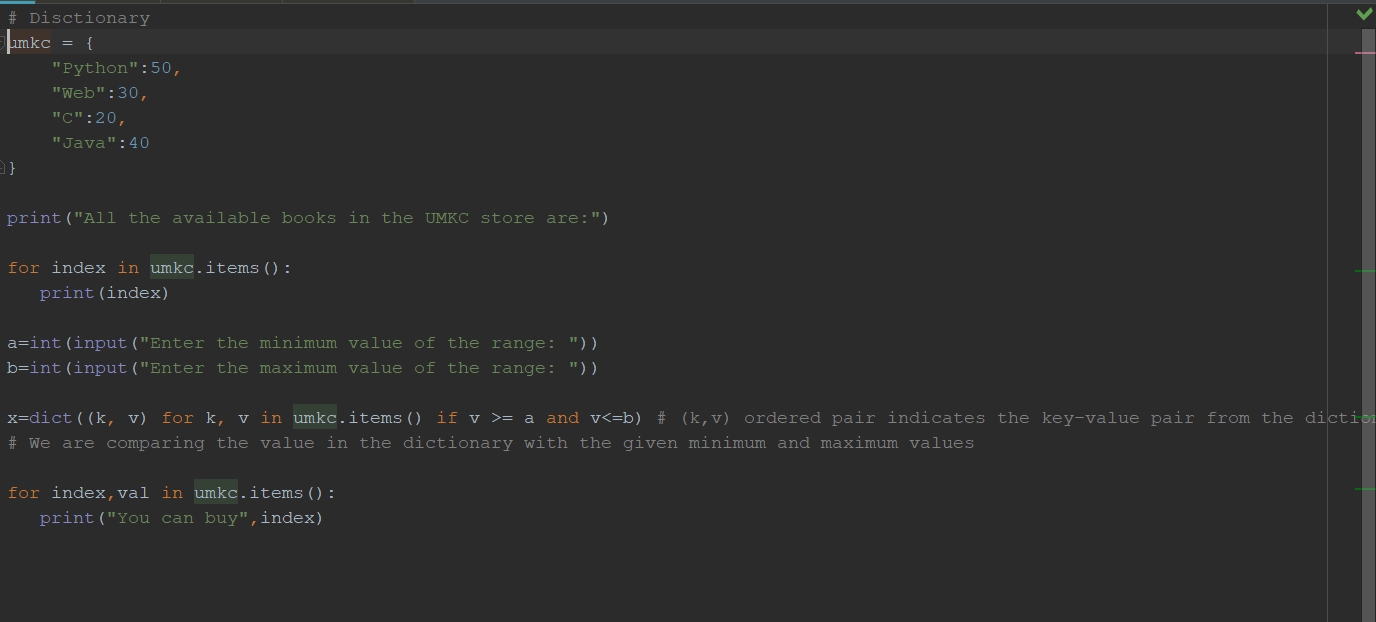 # Disctionary
umkc = {
    "Python":50,
    "Web":30,
    "C":20,
    "Java":40
}
print("All the available books in the UMKC store are:")
for index in umkc.items():
   print(index)
a=int(input("Enter the minimum value of the range: "))
b=int(input("Enter the maximum value of the range: "))
x=dict((k, v) for k, v in umkc.items() if v >= a and v<=b) # (k,v) ordered pair indicates the key-value pair from the
# We are comparing the value in the dictionary with the given minimum and maximum values
for index,val in umkc.items():
   print("You can buy",index)